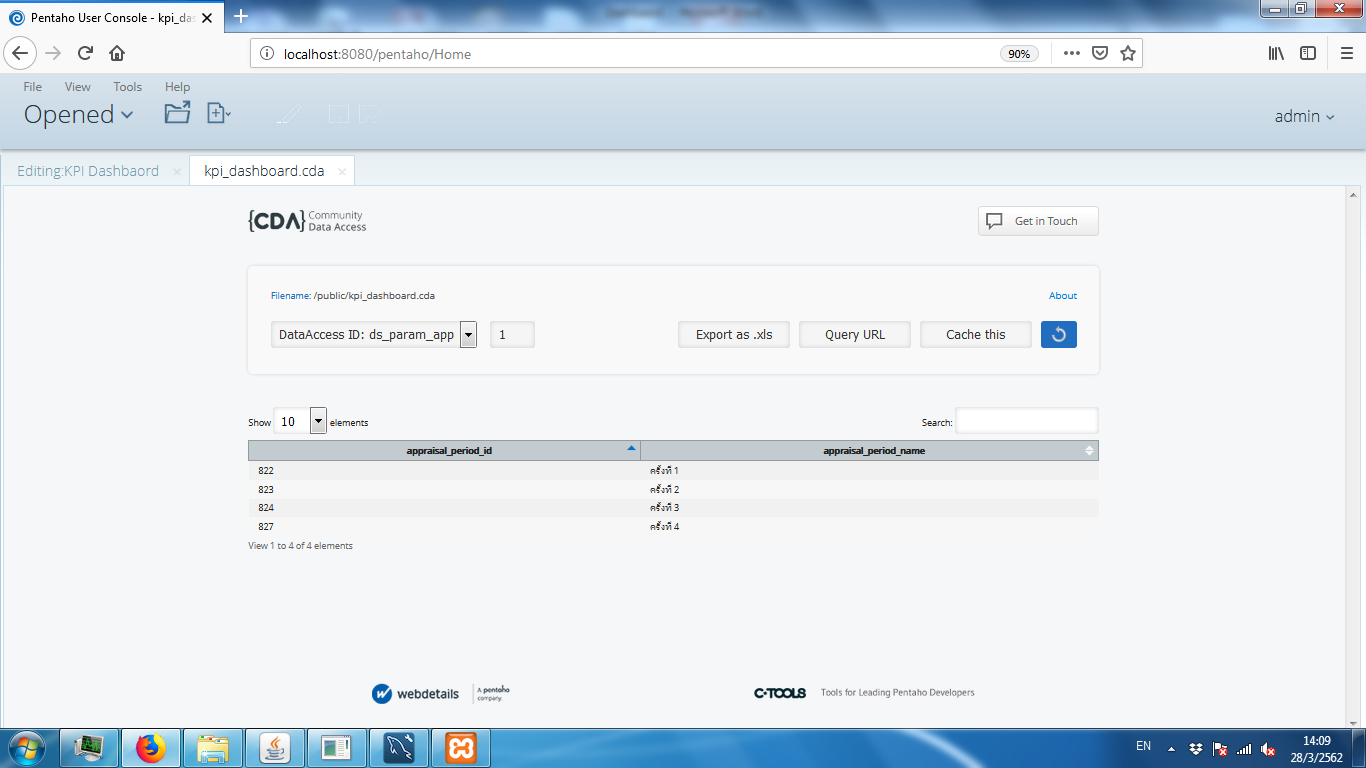 Pentaho User Console - kpi_das
localhost:8080/pentaho/Home
90%
File View Tools Help
Opened
admin
Editing:KPI Dashbaord
kpi_dashboard.cda
{CDA} Community Data Access
Get in Touch
Filename: /public/kpi_dashboard.cda
About
DataAccess ID: ds_param_app
1
Export as .xls
Query URL
Cache this
Show 10 elements
Search:
appraisal_period_id appraisal_period_name
822 ครั้งที่ 1
823 ครั้งที่ 2
824 ครั้งที่ 3
827 ครั้งที่ 4
View 1 to 4 of 4 elements
webdetails A pentaho company.
C-TOOLS Tools for Leading Pentaho Developers
EN
14:09
28/3/2562